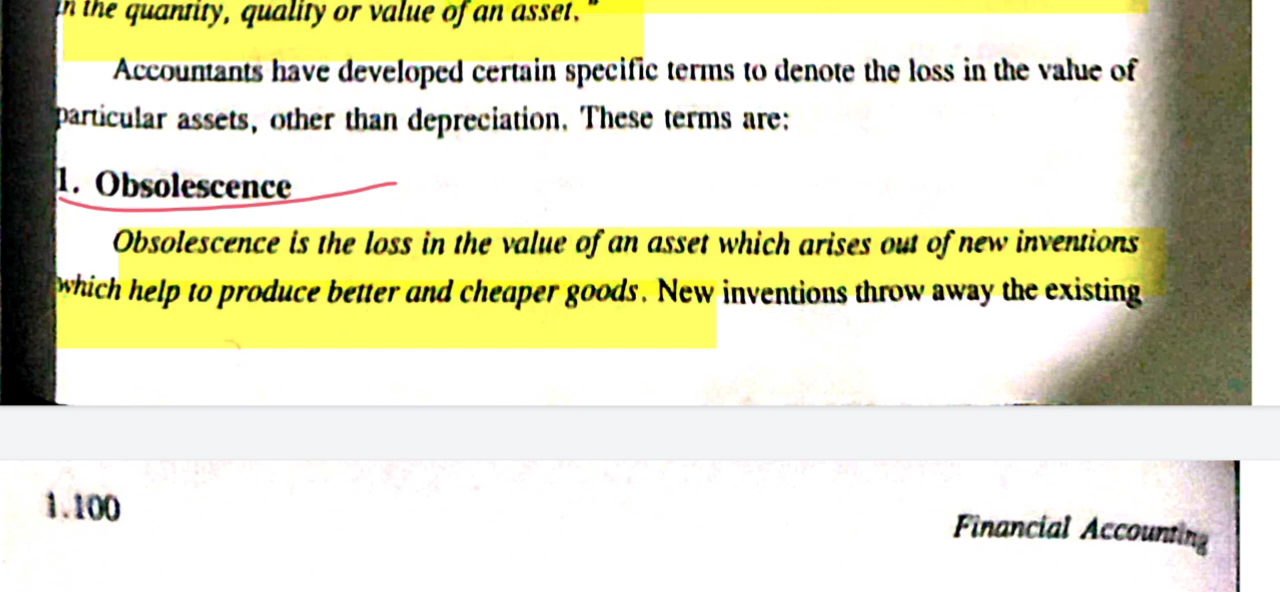 in the quantity, quality or value of an asset."
Accountants have developed certain specific terms to denote the loss in the value of
particular assets, other than depreciation. These terms are:
1. Obsolescence
Obsolescence is the loss in the value of an asset which arises out of new inventions
which help to produce better and cheaper goods. New inventions throw away the existing
1.100
Financial Accounting